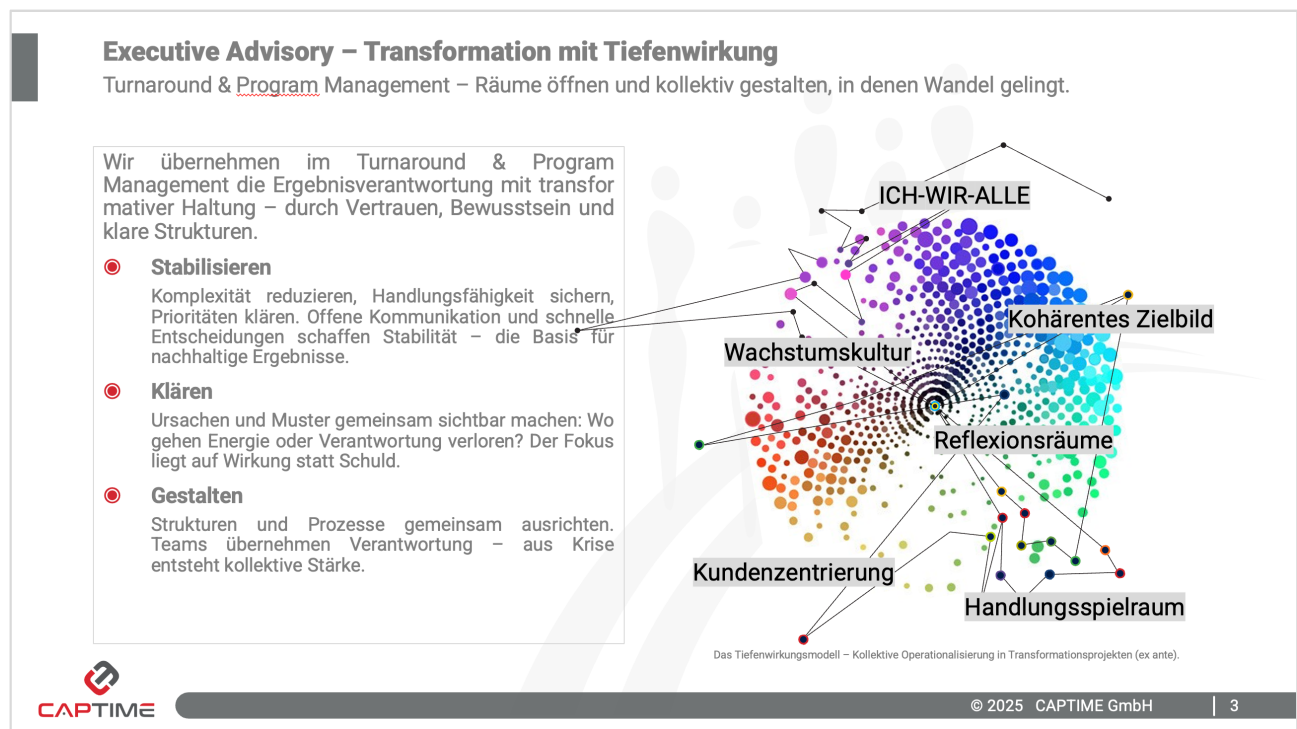 Executive Advisory – Transformation mit Tiefenwirkung
Turnaround & Program Management – Räume öffnen und kollektiv gestalten, in denen Wandel gelingt.
Wir übernehmen im Turnaround & Program
Management die Ergebnisverantwortung mit transfor
mativer Haltung – durch Vertrauen, Bewusstsein und
klare Strukturen.
Stabilisieren
Komplexität reduzieren, Handlungsfähigkeit sichern,
Prioritäten klären. Offene Kommunikation und schnelle
Entscheidungen schaffen Stabilität – die Basis für
nachhaltige Ergebnisse.
Klären
Ursachen und Muster gemeinsam sichtbar machen: Wo
gehen Energie oder Verantwortung verloren? Der Fokus
liegt auf Wirkung statt Schuld.
Gestalten
Strukturen und Prozesse gemeinsam ausrichten.
Teams übernehmen Verantwortung – aus Krise
entsteht kollektive Stärke.
ICH-WIR-ALLE
Kohärentes Zielbild
Wachstumskultur
Reflexionsräume
Kundenzentrierung
Handlungsspielraum
Das Tiefenwirkungsmodell – Kollektive Operationalisierung in Transformationsprojekten (ex ante).
CAPTIME
© 2025 CAPTIME GmbH
3